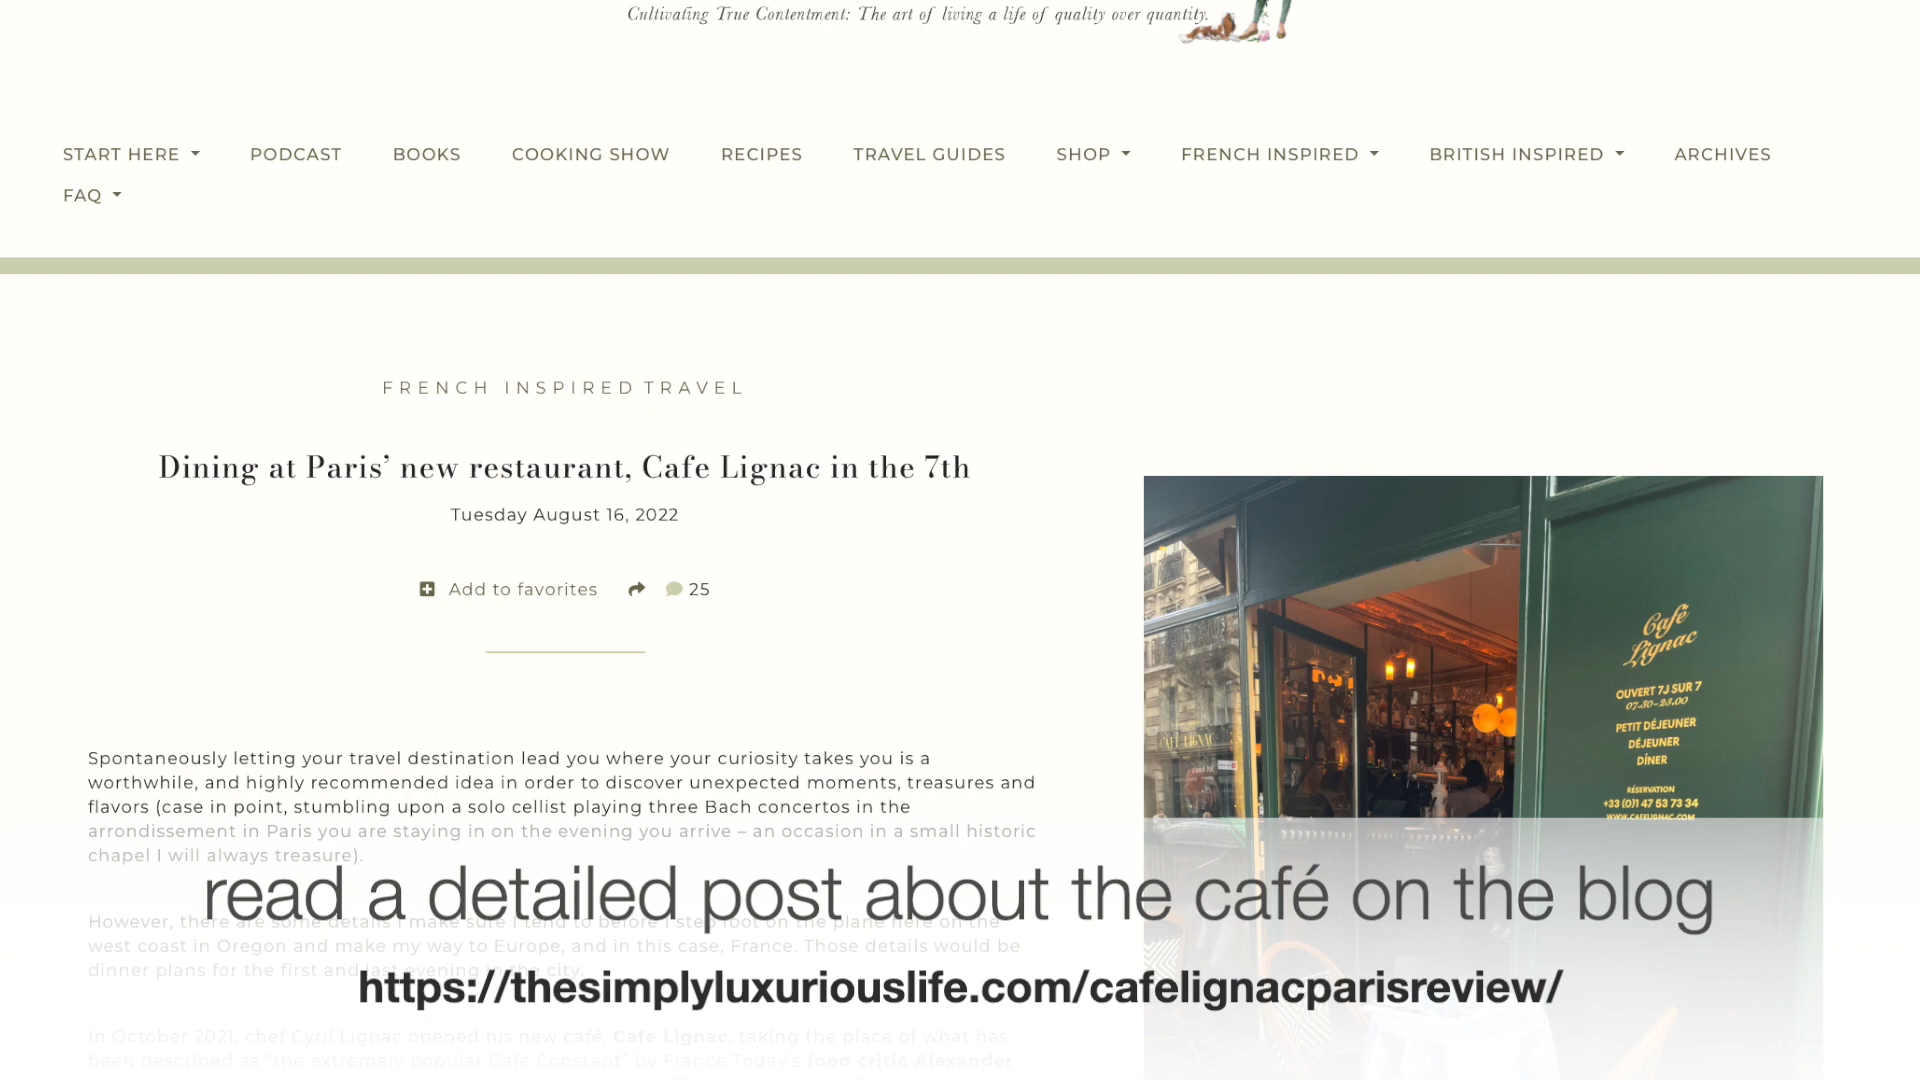 Cultivating True Contentment: The art of living a life of quality over quantity.
START HERE PODCAST BOOKS COOKING SHOW RECIPES TRAVEL GUIDES SHOP FRENCH INSPIRED BRITISH INSPIRED ARCHIVES
FAQ
FRENCH INSPIRED TRAVEL
Dining at Paris’ new restaurant, Cafe Lignac in the 7th
Tuesday August 16, 2022
Add to favorites 25
Spontaneously letting your travel destination lead you where your curiosity takes you is a
worthwhile, and highly recommended idea in order to discover unexpected moments, treasures and
flavors (case in point, stumbling upon a solo cellist playing three Bach concertos in the
arrondissement in Paris you are staying in on the evening you arrive – an occasion in a small historic
chapel I will always treasure).
However, there are some details I make sure I tend to before I step foot on the plane here on the
west coast in Oregon and make my way to Europe, and in this case, France. Those details would be
dinner plans for the first and last evening in the city.
In October 2021, chef Cyril Lignac opened his new café, Cafe Lignac, taking the place of what has
been described as “the extremely popular Café Constant” by France Today’s food critic Alexander
Café
Lignac
OUVERT 7J SUR 7
07.30-23.00
PETIT DÉJEUNER
DÉJEUNER
DÎNER
RÉSERVATION
+33 (0)1 47 53 73 34
WWW.CAFELIGNAC.COM
CAFÉ LIGNAC
read a detailed post about the café on the blog
https://thesimplyluxuriouslife.com/cafelignacparisreview/